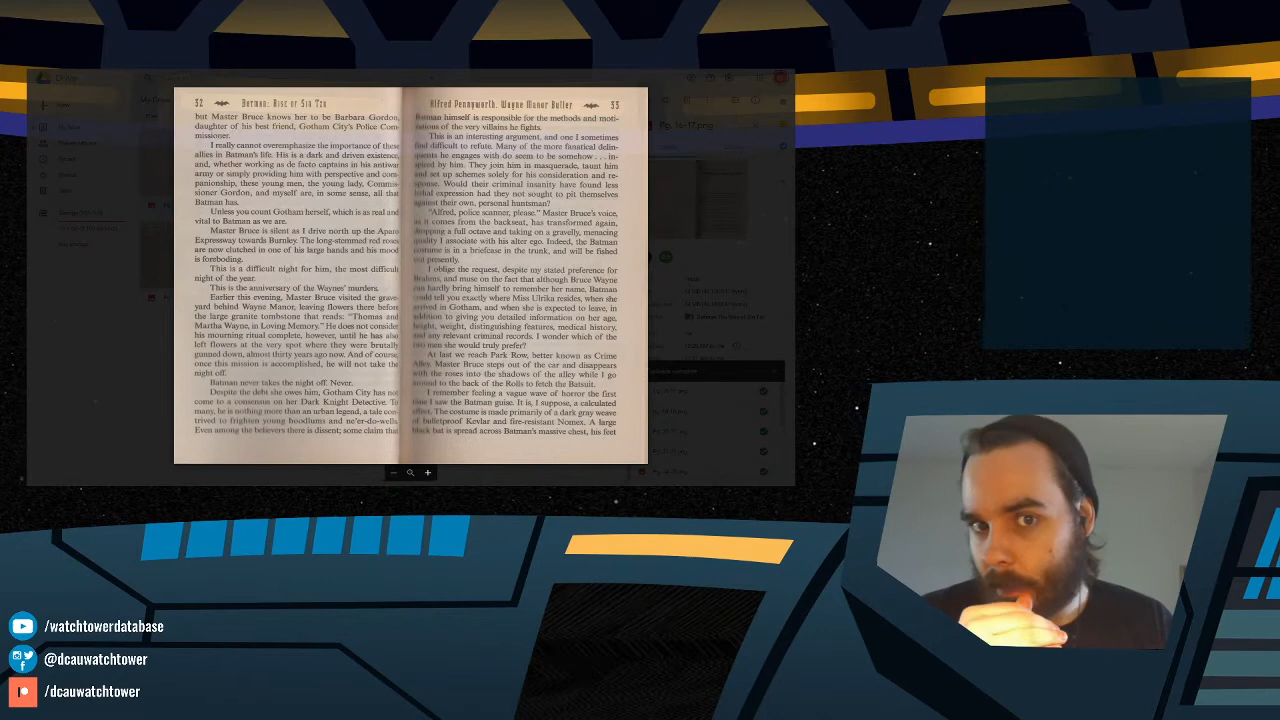 32 Batman: Rise of Sin Tzu
but Master Bruce knows her to be Barbara Gordon,
daughter of his best friend, Gotham City's Police Com-
missioner.
I really cannot overemphasize the importance of these
allies in Batman's life. His is a dark and driven existence,
and, whether working as de facto captains in his antiwar
army or simply providing him with perspective and com-
panionship, these young men, the young lady, Commis-
sioner Gordon, and myself are, in some sense, all that
Batman has.
Unless you count Gotham herself, which is as real and
vital to Batman as we are.
Master Bruce is silent as I drive north up the Aparo
Expressway towards Burnley. The long-stemmed red roses
are now clutched in one of his large hands and his mood
is foreboding.
This is a difficult night for him, the most difficult
night of the year.
This is the anniversary of the Waynes' murders.
Earlier this evening, Master Bruce visited the grave-
yard behind Wayne Manor, leaving flowers there before
the large granite tombstone that reads: "Thomas and
Martha Wayne, in Loving Memory." He does not consider
his mourning ritual complete, however, until he has also
left flowers at the very spot where they were brutally
gunned down, almost thirty years ago now. And of course,
once this mission is accomplished, he will not take the
night off.
Batman never takes the night off. Never.
Despite the debt she owes him, Gotham City has not
come to a consensus on her Dark Knight Detective. To
many, he is nothing more than an urban legend, a tale con-
trived to frighten young hoodlums and ne'er-do-wells.
Even among the believers there is dissent; some claim that
Alfred Pennyworth, Wayne Manor Butler 33
Batman himself is responsible for the methods and moti-
vations of the very villains he fights.
This is an interesting argument, and one I sometimes
find difficult to refute. Many of the more fanatical delin-
quents he engages with do seem to be somehow . . . in-
spired by him. They join him in masquerade, taunt him
and set up schemes solely for his consideration and re-
sponse. Would their criminal insanity have found less
lethal expression had they not sought to pit themselves
against their own, personal huntsman?
"Alfred, police scanner, please." Master Bruce's voice,
as it comes from the backseat, has transformed again,
dropping a full octave and taking on a gravelly, menacing
quality I associate with his alter ego. Indeed, the Batman
costume is in a briefcase in the trunk, and will be fished
out presently.
I oblige the request, despite my stated preference for
Brahms, and muse on the fact that although Bruce Wayne
can hardly bring himself to remember her name, Batman
could tell you exactly where Miss Ulrika resides, when she
arrived in Gotham, and when she is expected to leave, in
addition to giving you detailed information on her age,
height, weight, distinguishing features, medical history,
and any relevant criminal records. I wonder which of the
two men she would truly prefer?
At last we reach Park Row, better known as Crime
Alley. Master Bruce steps out of the car and disappears
with the roses into the shadows of the alley while I go
around to the back of the Rolls to fetch the Batsuit.
I remember feeling a vague wave of horror the first
time I saw the Batman guise. It is, I suppose, a calculated
effect. The costume is made primarily of a dark gray weave
of bulletproof Kevlar and fire-resistant Nomex. A large
black bat is spread across Batman's massive chest, his feet
/watchtowerdatabase
@dcauwatchtower
/dcauwatchtower